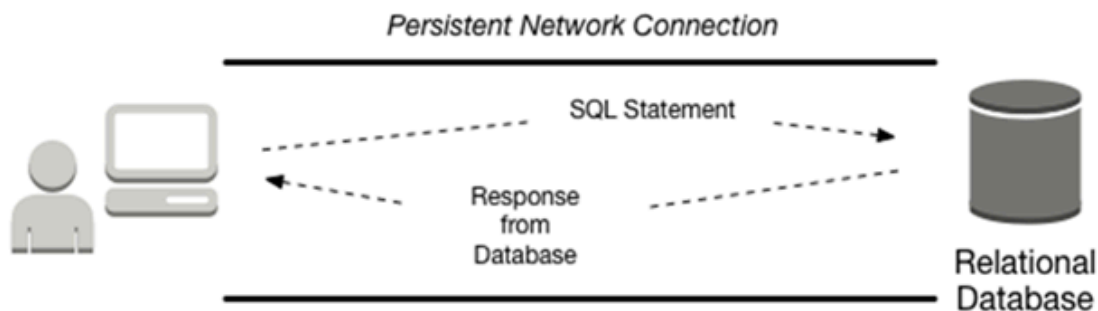 Persistent Network Connection
SQL Statement
Response
from
Database
Relational
Database